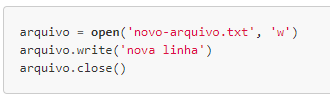 arquivo = open('novo-arquivo.txt', 'w')
arquivo.write('nova linha')
arquivo.close()